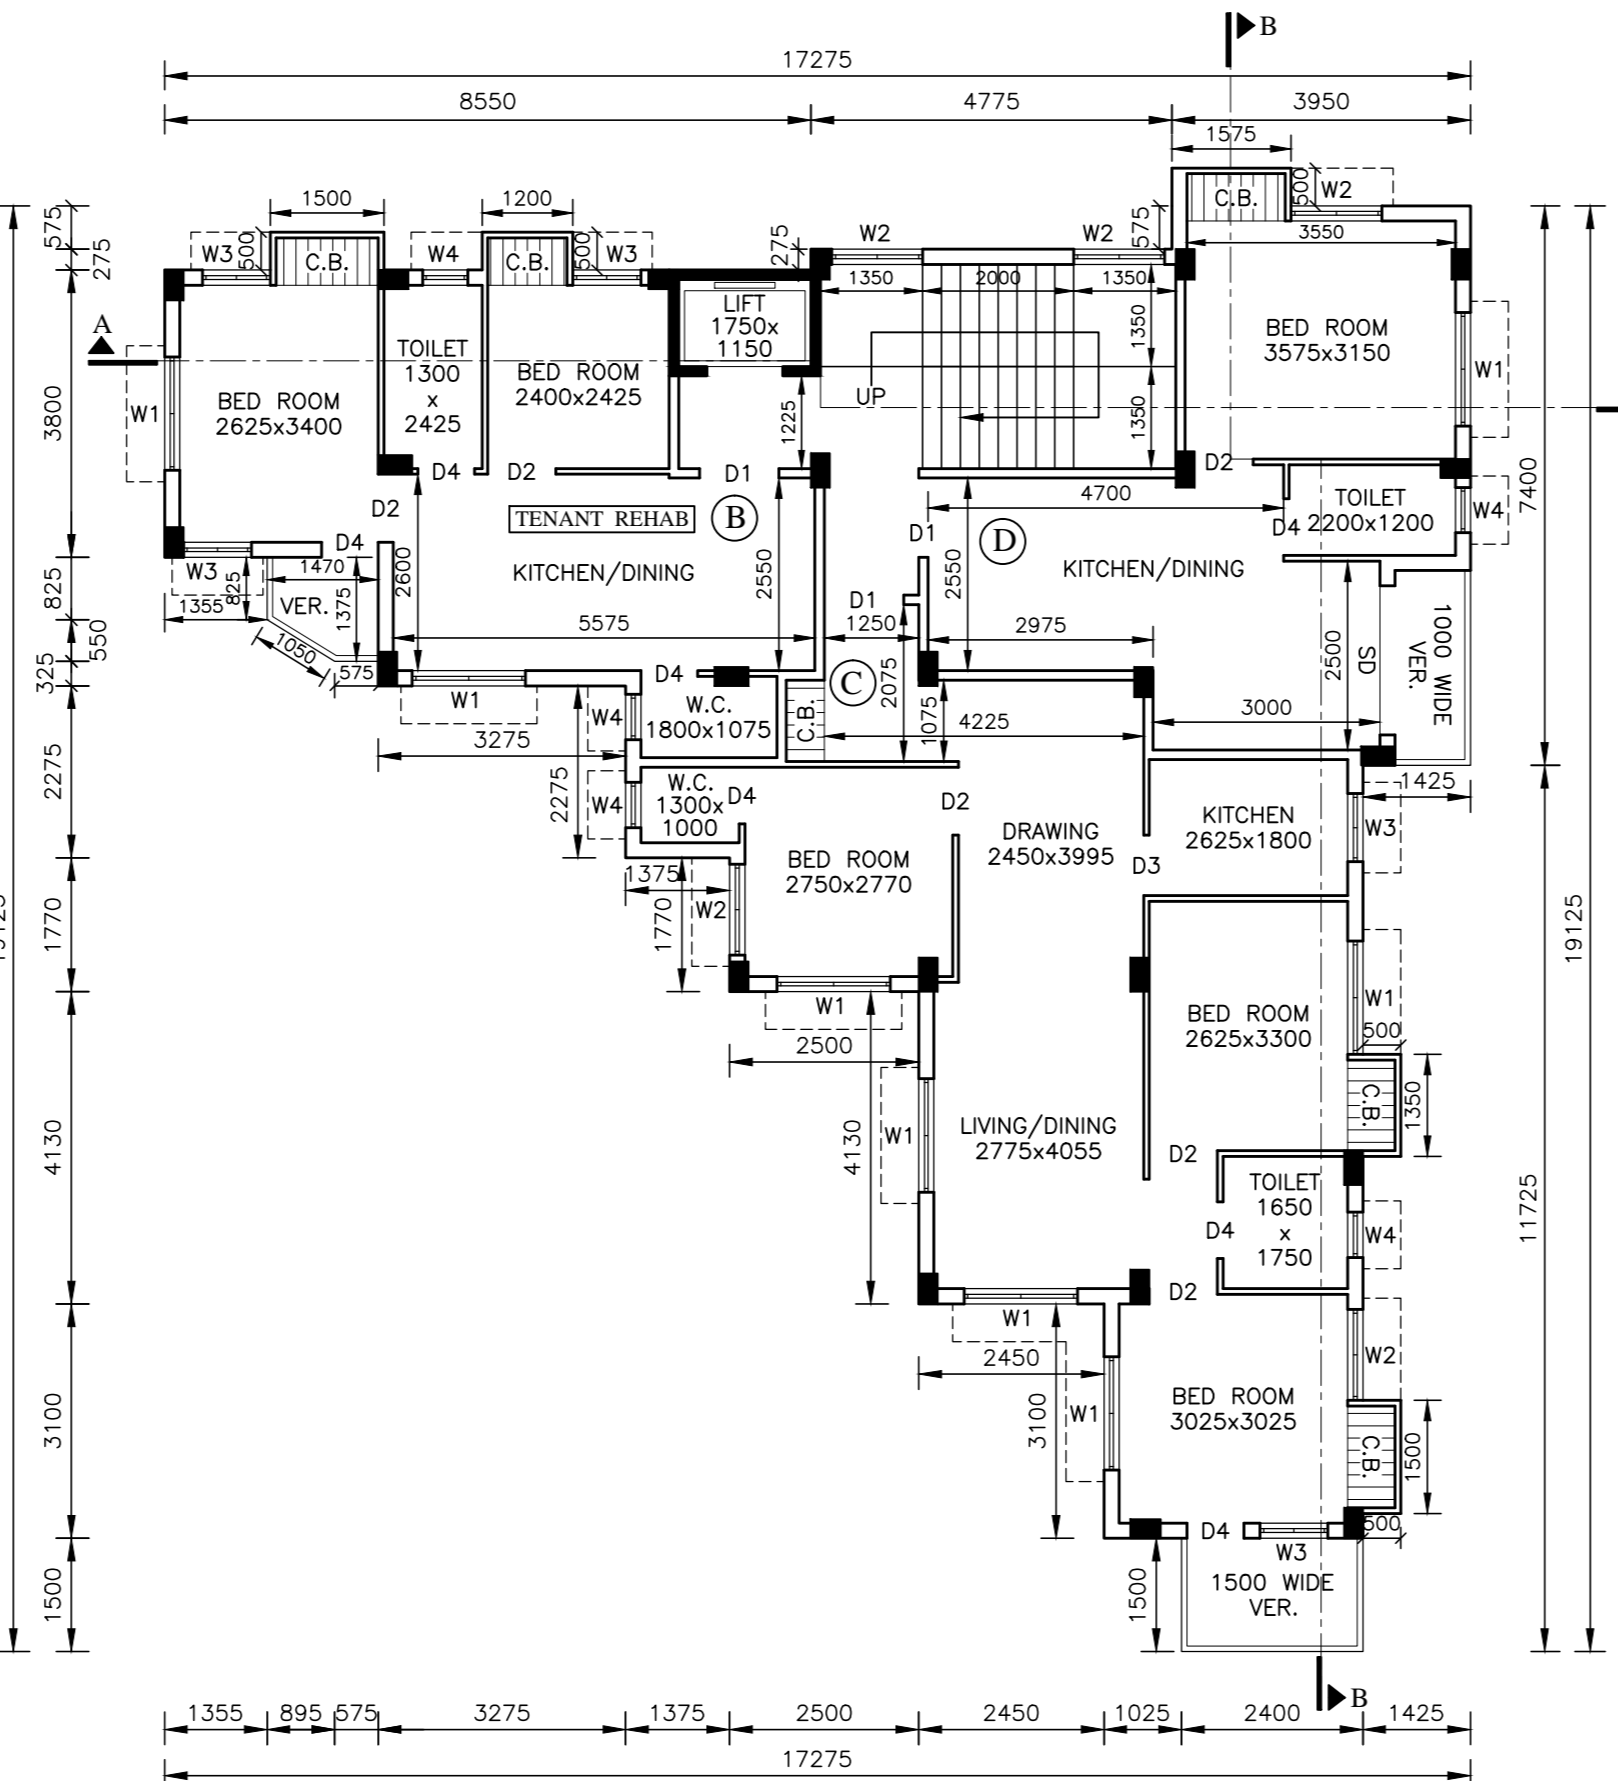 B
17275
8550
4775
3950
1575
1500
1200
500
W2
C.B.
575
275
W3
500
C.B.
W4
C.B.
500
W3
275
W2
W2
575
3550
1350
2000
1350
LIFT
1750x
1150
1350
BED ROOM
3575x3150
A
TOILET
1300
x
2425
BED ROOM
2400x2425
W1
3800
BED ROOM
2625x3400
W1
UP
1225
1350
D4
D2
D1
D2
4700
TOILET
2200x1200
W4
7400
D2
TENANT REHAB
B
D4
D1
D
D4
2600
KITCHEN/DINING
2550
2550
KITCHEN/DINING
W3
825
1470
825
1375
VER.
1355
D1
1250
5575
2975
1000 WIDE
VER.
550
325
1050
575
2075
2500
SD
D4
C
W1
W4
W.C.
1800x1075
C.B.
1075
4225
3000
3275
2275
2275
W4
W.C.
1300x
1000
D4
D2
1425
DRAWING
2450x3995
KITCHEN
2625x1800
W3
D3
BED ROOM
2750x2770
1375
1770
1770
W2
19125
W1
BED ROOM
2625x3300
W1
500
2500
C.B.
1350
4130
4130
W1
LIVING/DINING
2775x4055
D2
TOILET
1650
x
1750
D4
W4
11725
D2
W1
2450
W2
3100
3100
W1
BED ROOM
3025x3025
C.B.
1500
D4
500
W3
1500
1500
1500 WIDE
VER.
B
1355
895
575
3275
1375
2500
2450
1025
2400
1425
17275